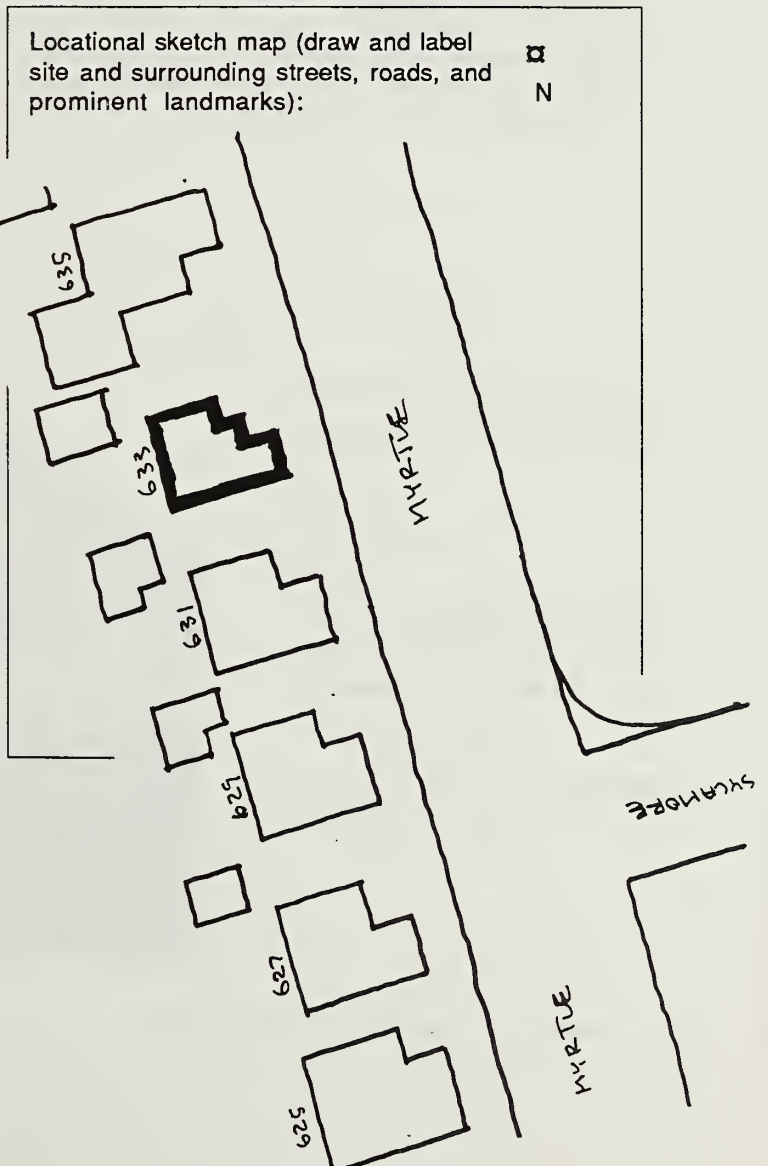 Locational sketch map (draw and label
site and surrounding streets, roads, and
prominent landmarks):
¤
N
635
633
MYRTLE
631
629
SYCAMORE
627
MYRTLE
625